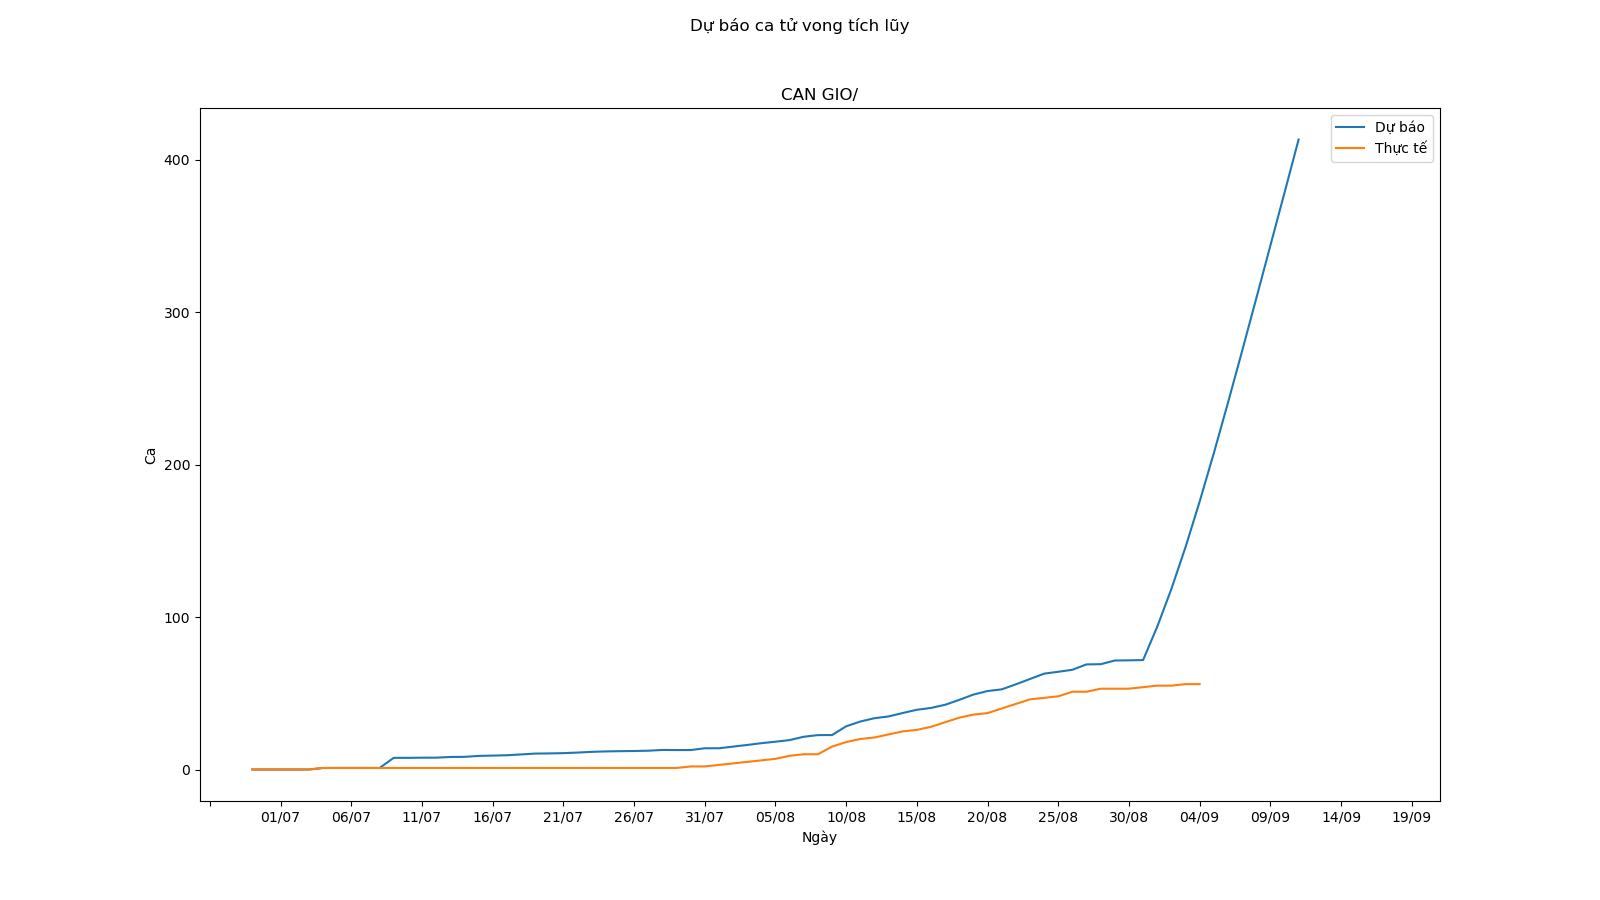 Dự báo ca tử vong tích lũy
CAN GIO/
Dự báo
Thực tế
400
300
200
100
0
Ca
01/07 06/07 11/07 16/07 21/07 26/07 31/07 05/08 10/08 15/08 20/08 25/08 30/08 04/09 09/09 14/09 19/09
Ngày